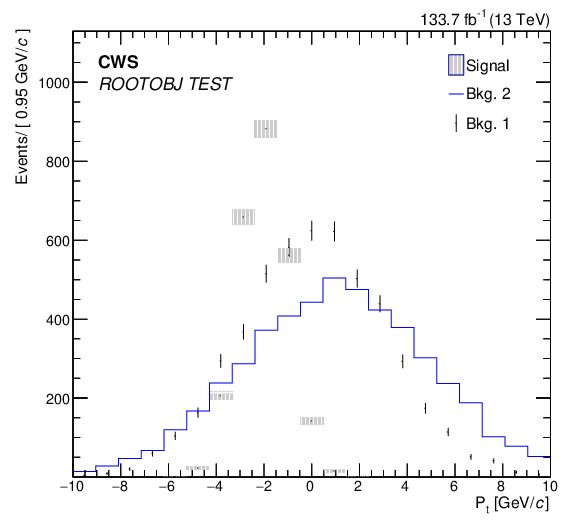 133.7 fb⁻¹ (13 TeV)
Events/ [ 0.95 GeV/c ]
CWS
ROOTOBJ TEST
Signal
Bkg. 2
Bkg. 1
1000
800
600
400
200
−10 −8 −6 −4 −2 0 2 4 6 8 10
Pt [GeV/c]